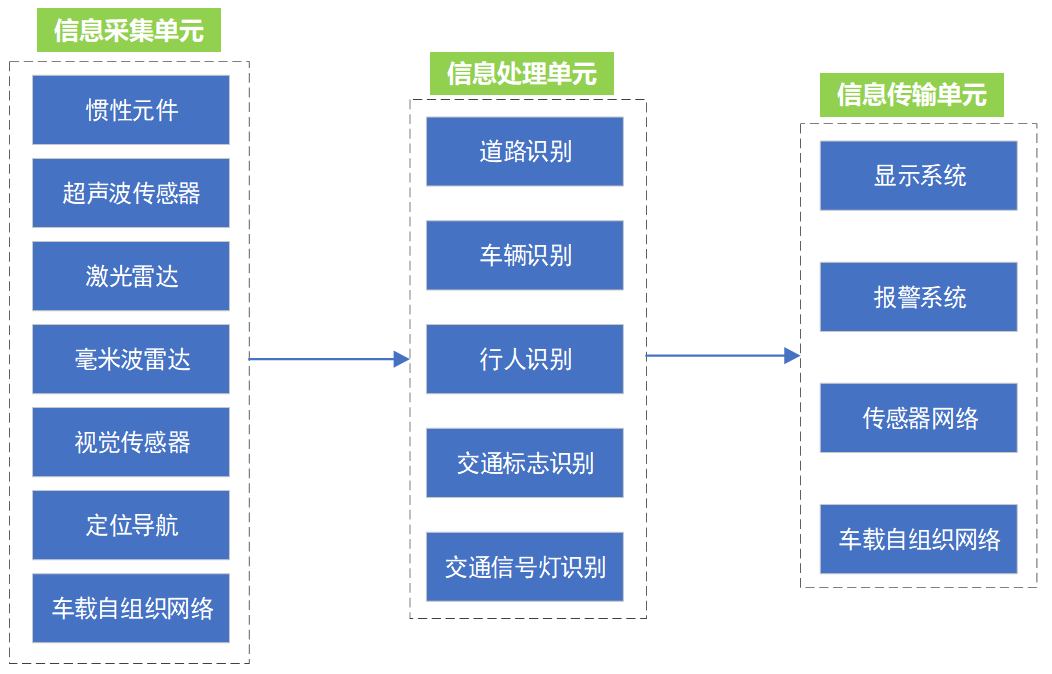 信息采集单元
惯性元件
超声波传感器
激光雷达
毫米波雷达
视觉传感器
定位导航
车载自组织网络
信息处理单元
道路识别
车辆识别
行人识别
交通标志识别
交通信号灯识别
信息传输单元
显示系统
报警系统
传感器网络
车载自组织网络